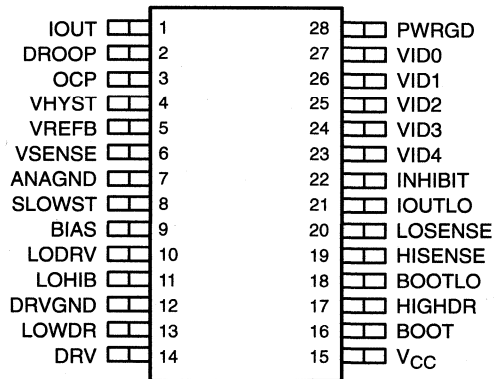 IOUT 1 28 PWRGD
DROOP 2 27 VID0
OCP 3 26 VID1
VHYST 4 25 VID2
VREFB 5 24 VID3
VSENSE 6 23 VID4
ANAGND 7 22 INHIBIT
SLOWST 8 21 IOUTLO
BIAS 9 20 LOSENSE
LODRV 10 19 HISENSE
LOHIB 11 18 BOOTLO
DRVGND 12 17 HIGHDR
LOWDR 13 16 BOOT
DRV 14 15 VCC